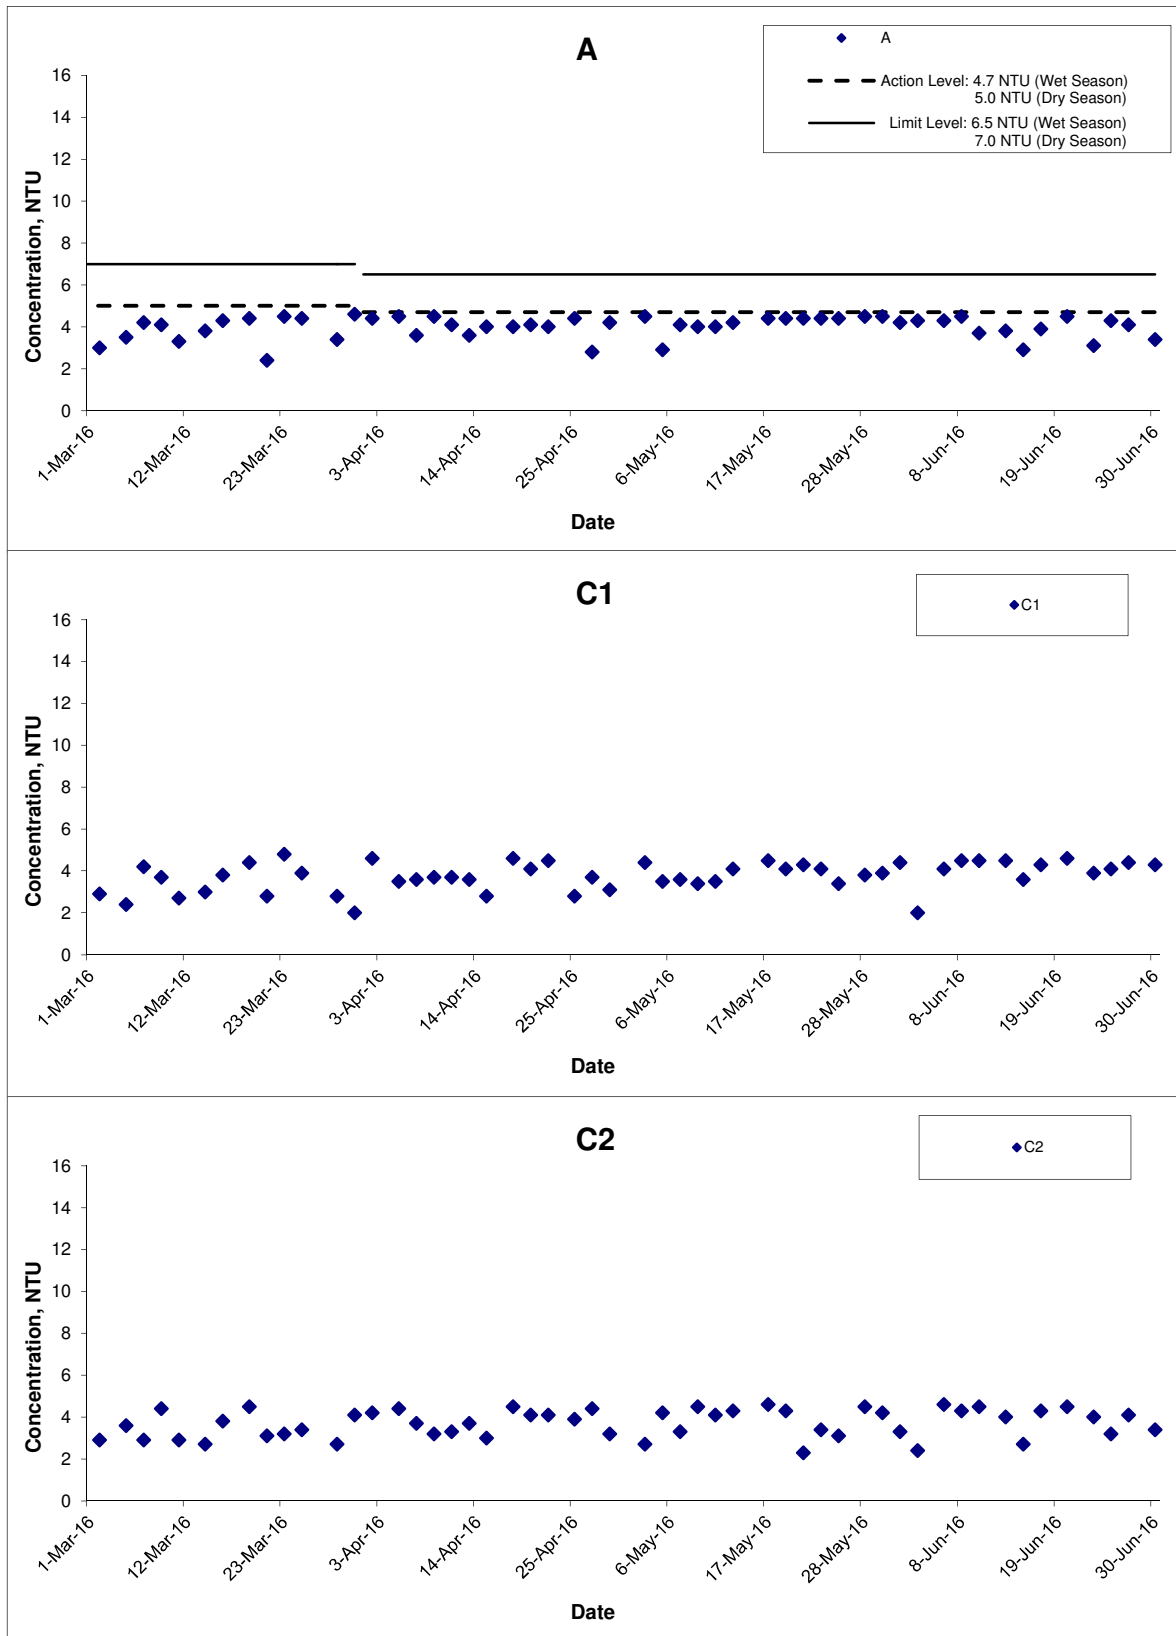 A
A
Action Level: 4.7 NTU (Wet Season)
5.0 NTU (Dry Season)
Limit Level: 6.5 NTU (Wet Season)
7.0 NTU (Dry Season)
Concentration, NTU
16
14
12
10
8
6
4
2
0
1-Mar-16
12-Mar-16
23-Mar-16
3-Apr-16
14-Apr-16
25-Apr-16
6-May-16
17-May-16
28-May-16
8-Jun-16
19-Jun-16
30-Jun-16
Date
C1
C1
Concentration, NTU
16
14
12
10
8
6
4
2
0
1-Mar-16
12-Mar-16
23-Mar-16
3-Apr-16
14-Apr-16
25-Apr-16
6-May-16
17-May-16
28-May-16
8-Jun-16
19-Jun-16
30-Jun-16
Date
C2
C2
Concentration, NTU
16
14
12
10
8
6
4
2
0
1-Mar-16
12-Mar-16
23-Mar-16
3-Apr-16
14-Apr-16
25-Apr-16
6-May-16
17-May-16
28-May-16
8-Jun-16
19-Jun-16
30-Jun-16
Date